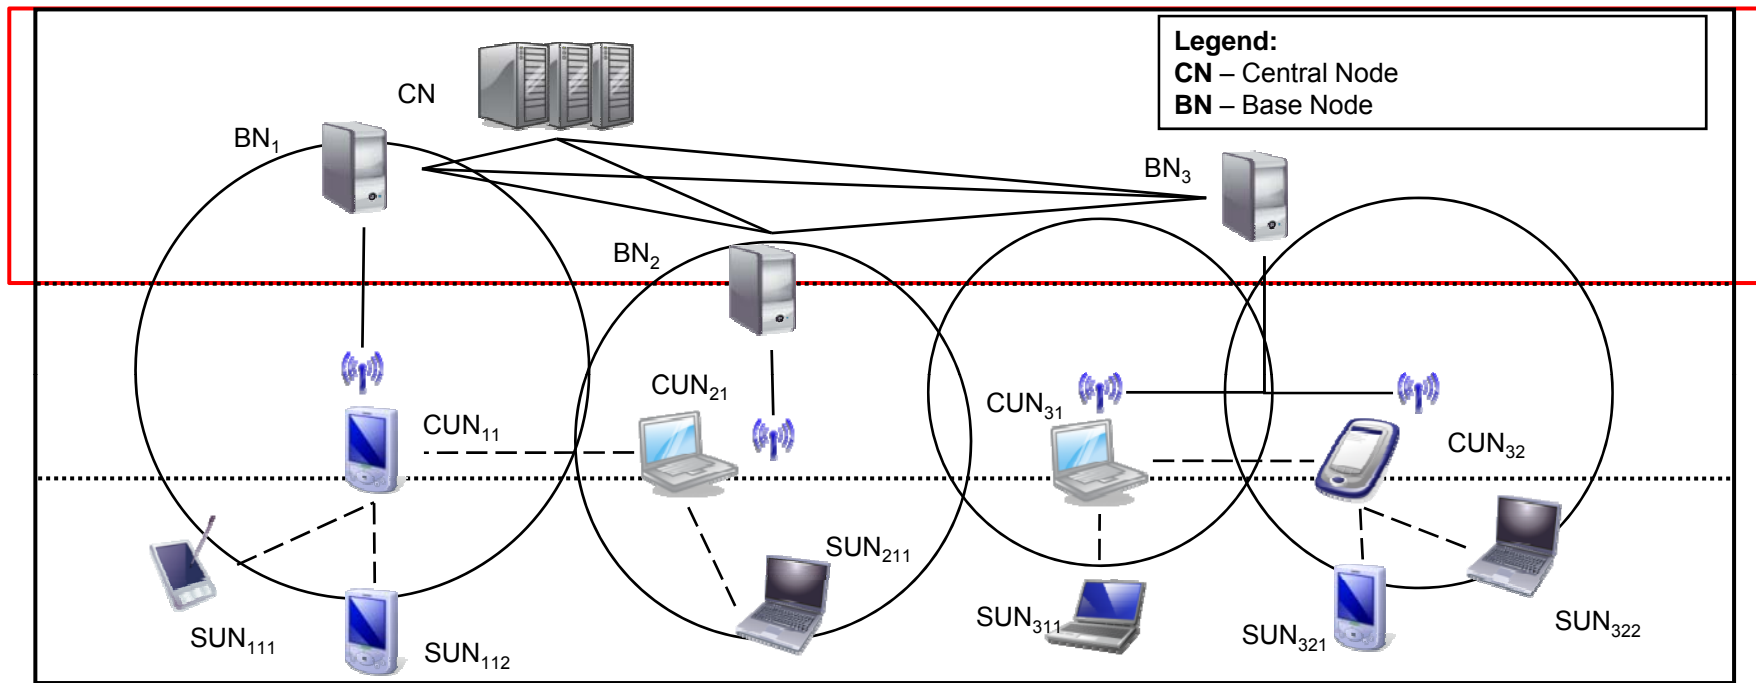 Legend:
CN – Central Node
BN – Base Node
CN
BN₁
BN₃
BN₂
CUN₂₁
CUN₃₁
CUN₁₁
CUN₃₂
SUN₂₁₁
SUN₁₁₁
SUN₁₁₂
SUN₃₁₁
SUN₃₂₁
SUN₃₂₂